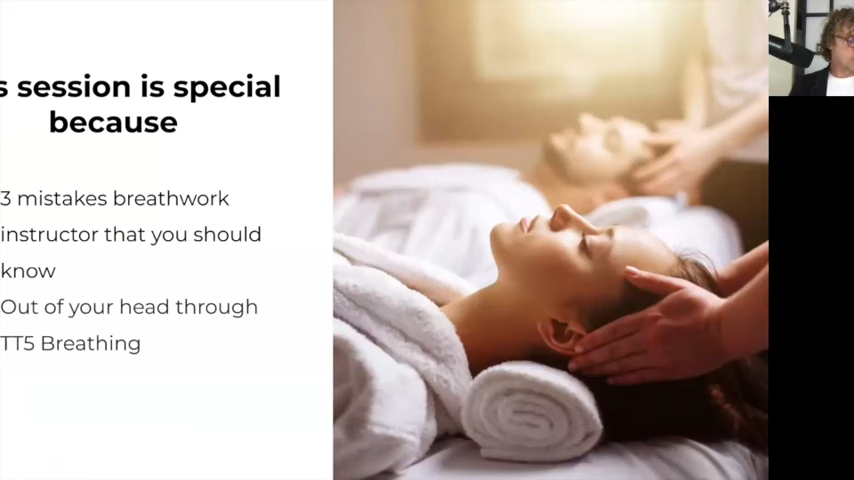 s session is special
because
3 mistakes breathwork
instructor that you should
know
Out of your head through
TT5 Breathing